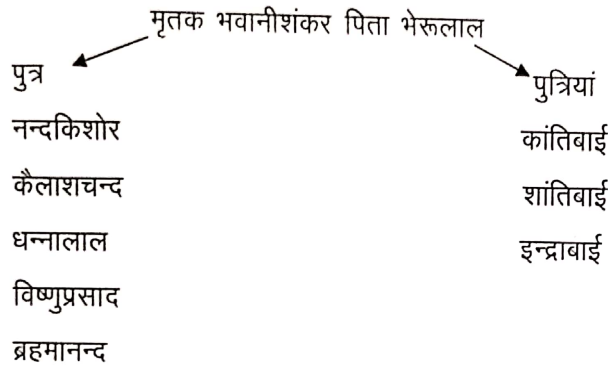 मृतक भवानीशंकर पिता भेरूलाल
पुत्र
पुत्रियां
नन्दकिशोर
कांतिबाई
कैलाशचन्द
शांतिबाई
धन्नालाल
इन्द्राबाई
विष्णुप्रसाद
ब्रहमानन्द